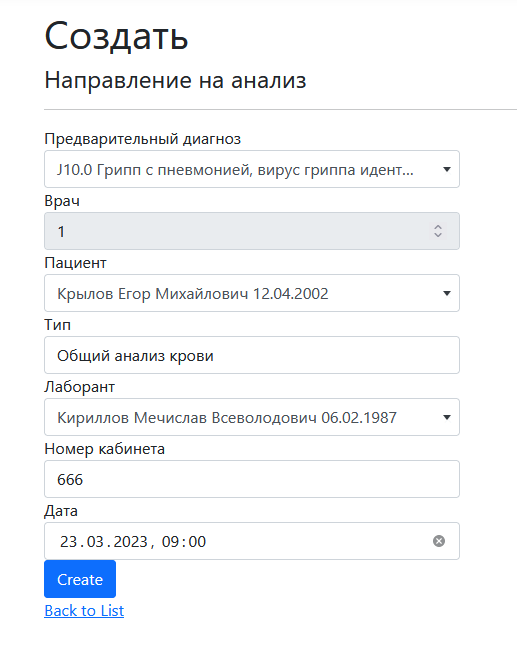 Создать
Направление на анализ
Предварительный диагноз
J10.0 Грипп с пневмонией, вирус гриппа идент...
Врач
1
Пациент
Крылов Егор Михайлович 12.04.2002
Тип
Общий анализ крови
Лаборант
Кириллов Мечислав Всеволодович 06.02.1987
Номер кабинета
666
Дата
23.03.2023, 09:00
Create
Back to List